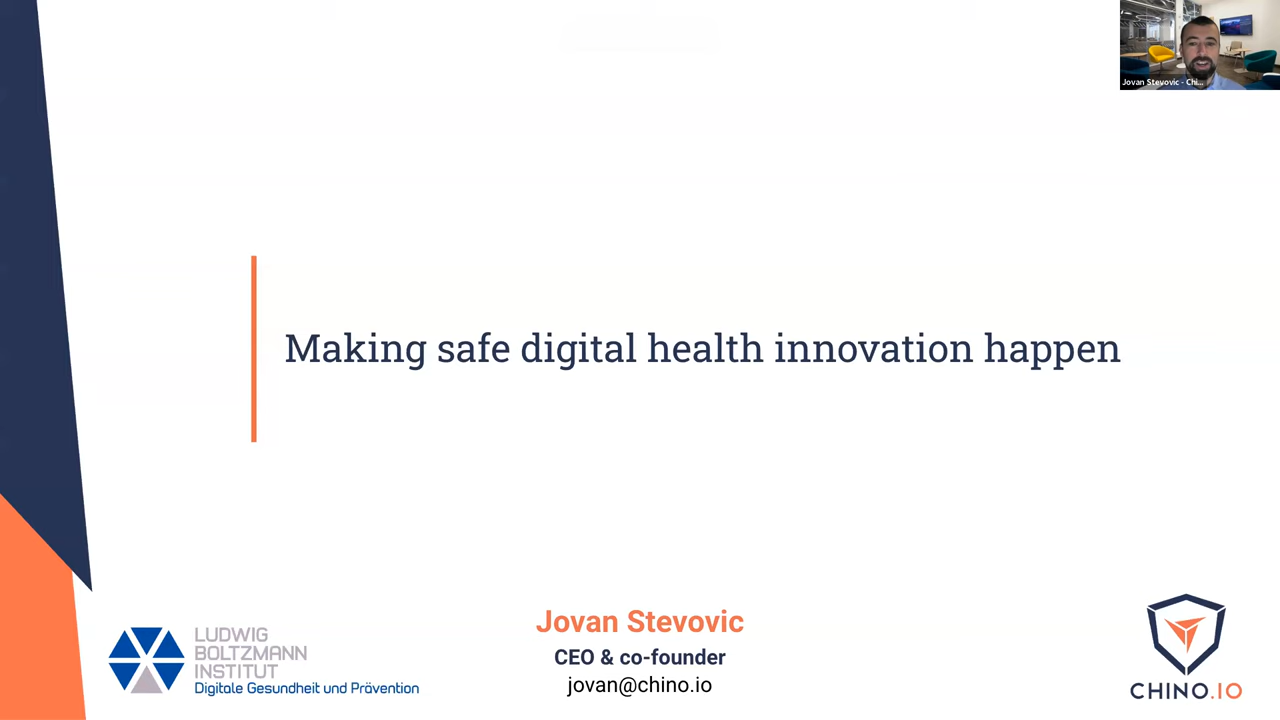 Jovan Stevovic - Chi...
Making safe digital health innovation happen
LUDWIG
BOLTZMANN
INSTITUT
Digitale Gesundheit und Prävention
Jovan Stevovic
CEO & co-founder
jovan@chino.io
CHINO.IO